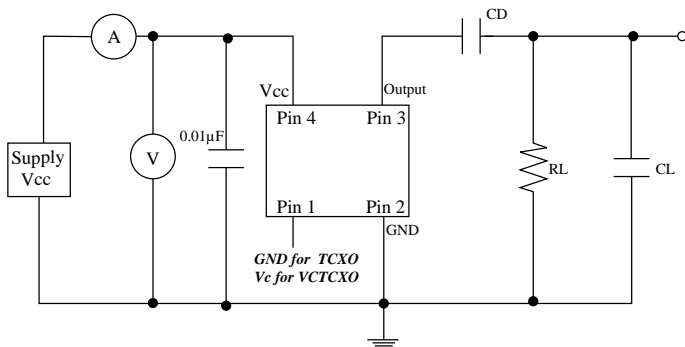 CD
A
Vcc
Output
Pin 4
Pin 3
0.01µF
Supply
Vcc
V
RL
CL
Pin 1
Pin 2
GND
GND for TCXO
Vc for VCTCXO